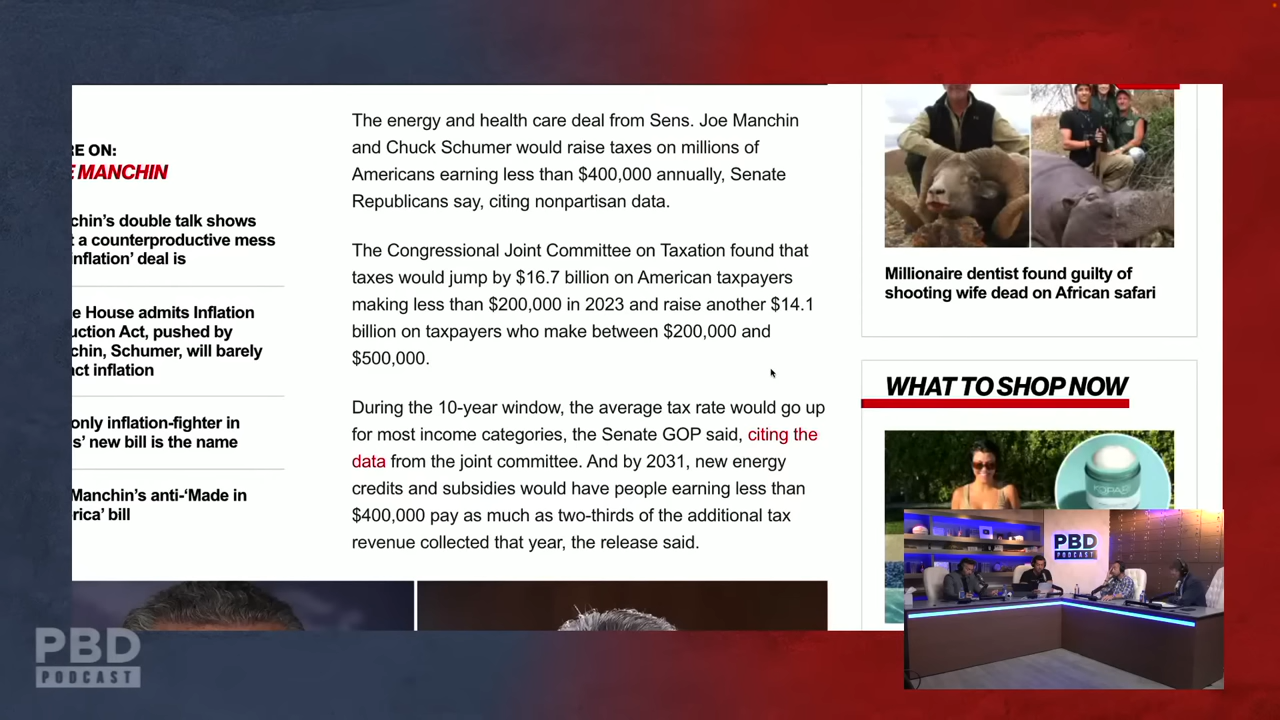 RE ON:
E MANCHIN
chin's double talk shows
t a counterproductive mess
inflation' deal is
e House admits Inflation
uction Act, pushed by
chin, Schumer, will barely
act inflation
only inflation-fighter in
s' new bill is the name
Manchin's anti-'Made in
rica' bill
The energy and health care deal from Sens. Joe Manchin
and Chuck Schumer would raise taxes on millions of
Americans earning less than $400,000 annually, Senate
Republicans say, citing nonpartisan data.
The Congressional Joint Committee on Taxation found that
taxes would jump by $16.7 billion on American taxpayers
making less than $200,000 in 2023 and raise another $14.1
billion on taxpayers who make between $200,000 and
$500,000.
During the 10-year window, the average tax rate would go up
for most income categories, the Senate GOP said, citing the
data from the joint committee. And by 2031, new energy
credits and subsidies would have people earning less than
$400,000 pay as much as two-thirds of the additional tax
revenue collected that year, the release said.
Millionaire dentist found guilty of
shooting wife dead on African safari
WHAT TO SHOP NOW
KOPARI
PBD
PODCAST
PBD
PODCAST